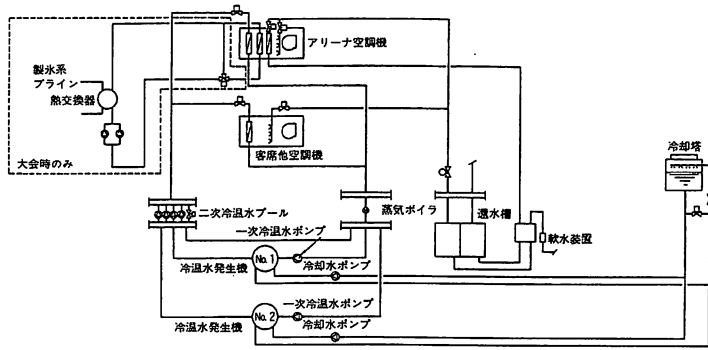 アリーナ空調機
製氷系
ブライン
熱交換器
大会時のみ
客席他空調機
冷却塔
二次冷温水プール
蒸気ボイラ
還水槽
軟水装置
一次冷温水ポンプ
No.1
冷温水発生機
冷却水ポンプ
一次冷温水ポンプ
No.2
冷温水発生機
冷却水ポンプ